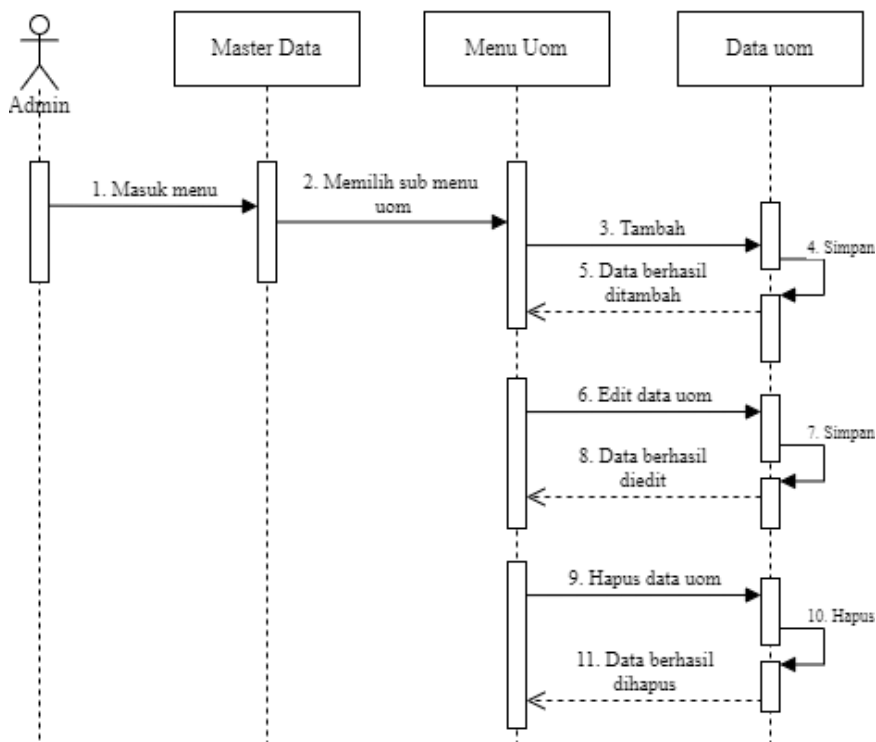 Admin
Master Data
Menu Uom
Data uom
1. Masuk menu
2. Memilih sub menu
uom
3. Tambah
4. Simpan
5. Data berhasil
ditambah
6. Edit data uom
7. Simpan
8. Data berhasil
diedit
9. Hapus data uom
10. Hapus
11. Data berhasil
dihapus